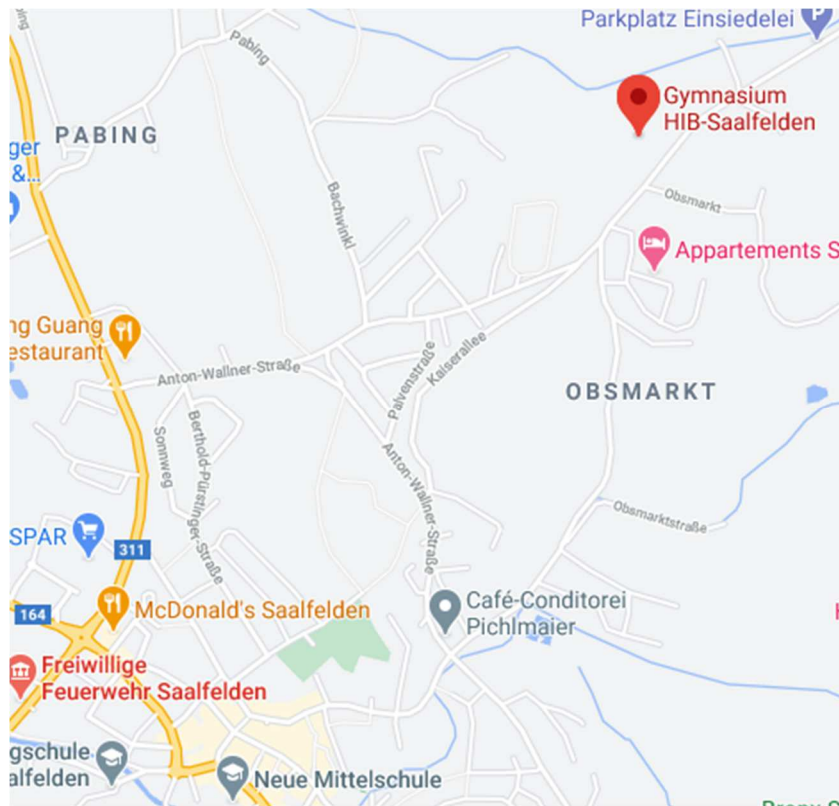 Parkplatz Einsiedelei
P
Pabing
Gymnasium
HIB-Saalfelden
PABING
Bachwinkl
Obsmarkt
Appartements S
Guang
Anton-Wallner-Straße
Palvenstraße
Kaiserallee
OBSMARKT
Sonnweg
Berthold-Pürstinger-Straße
Anton-Wallner-Straße
Obsmarktstraße
SPAR
311
164
McDonald's Saalfelden
Café-Conditorei
Pichlmaier
Freiwillige
Feuerwehr Saalfelden
Neue Mittelschule